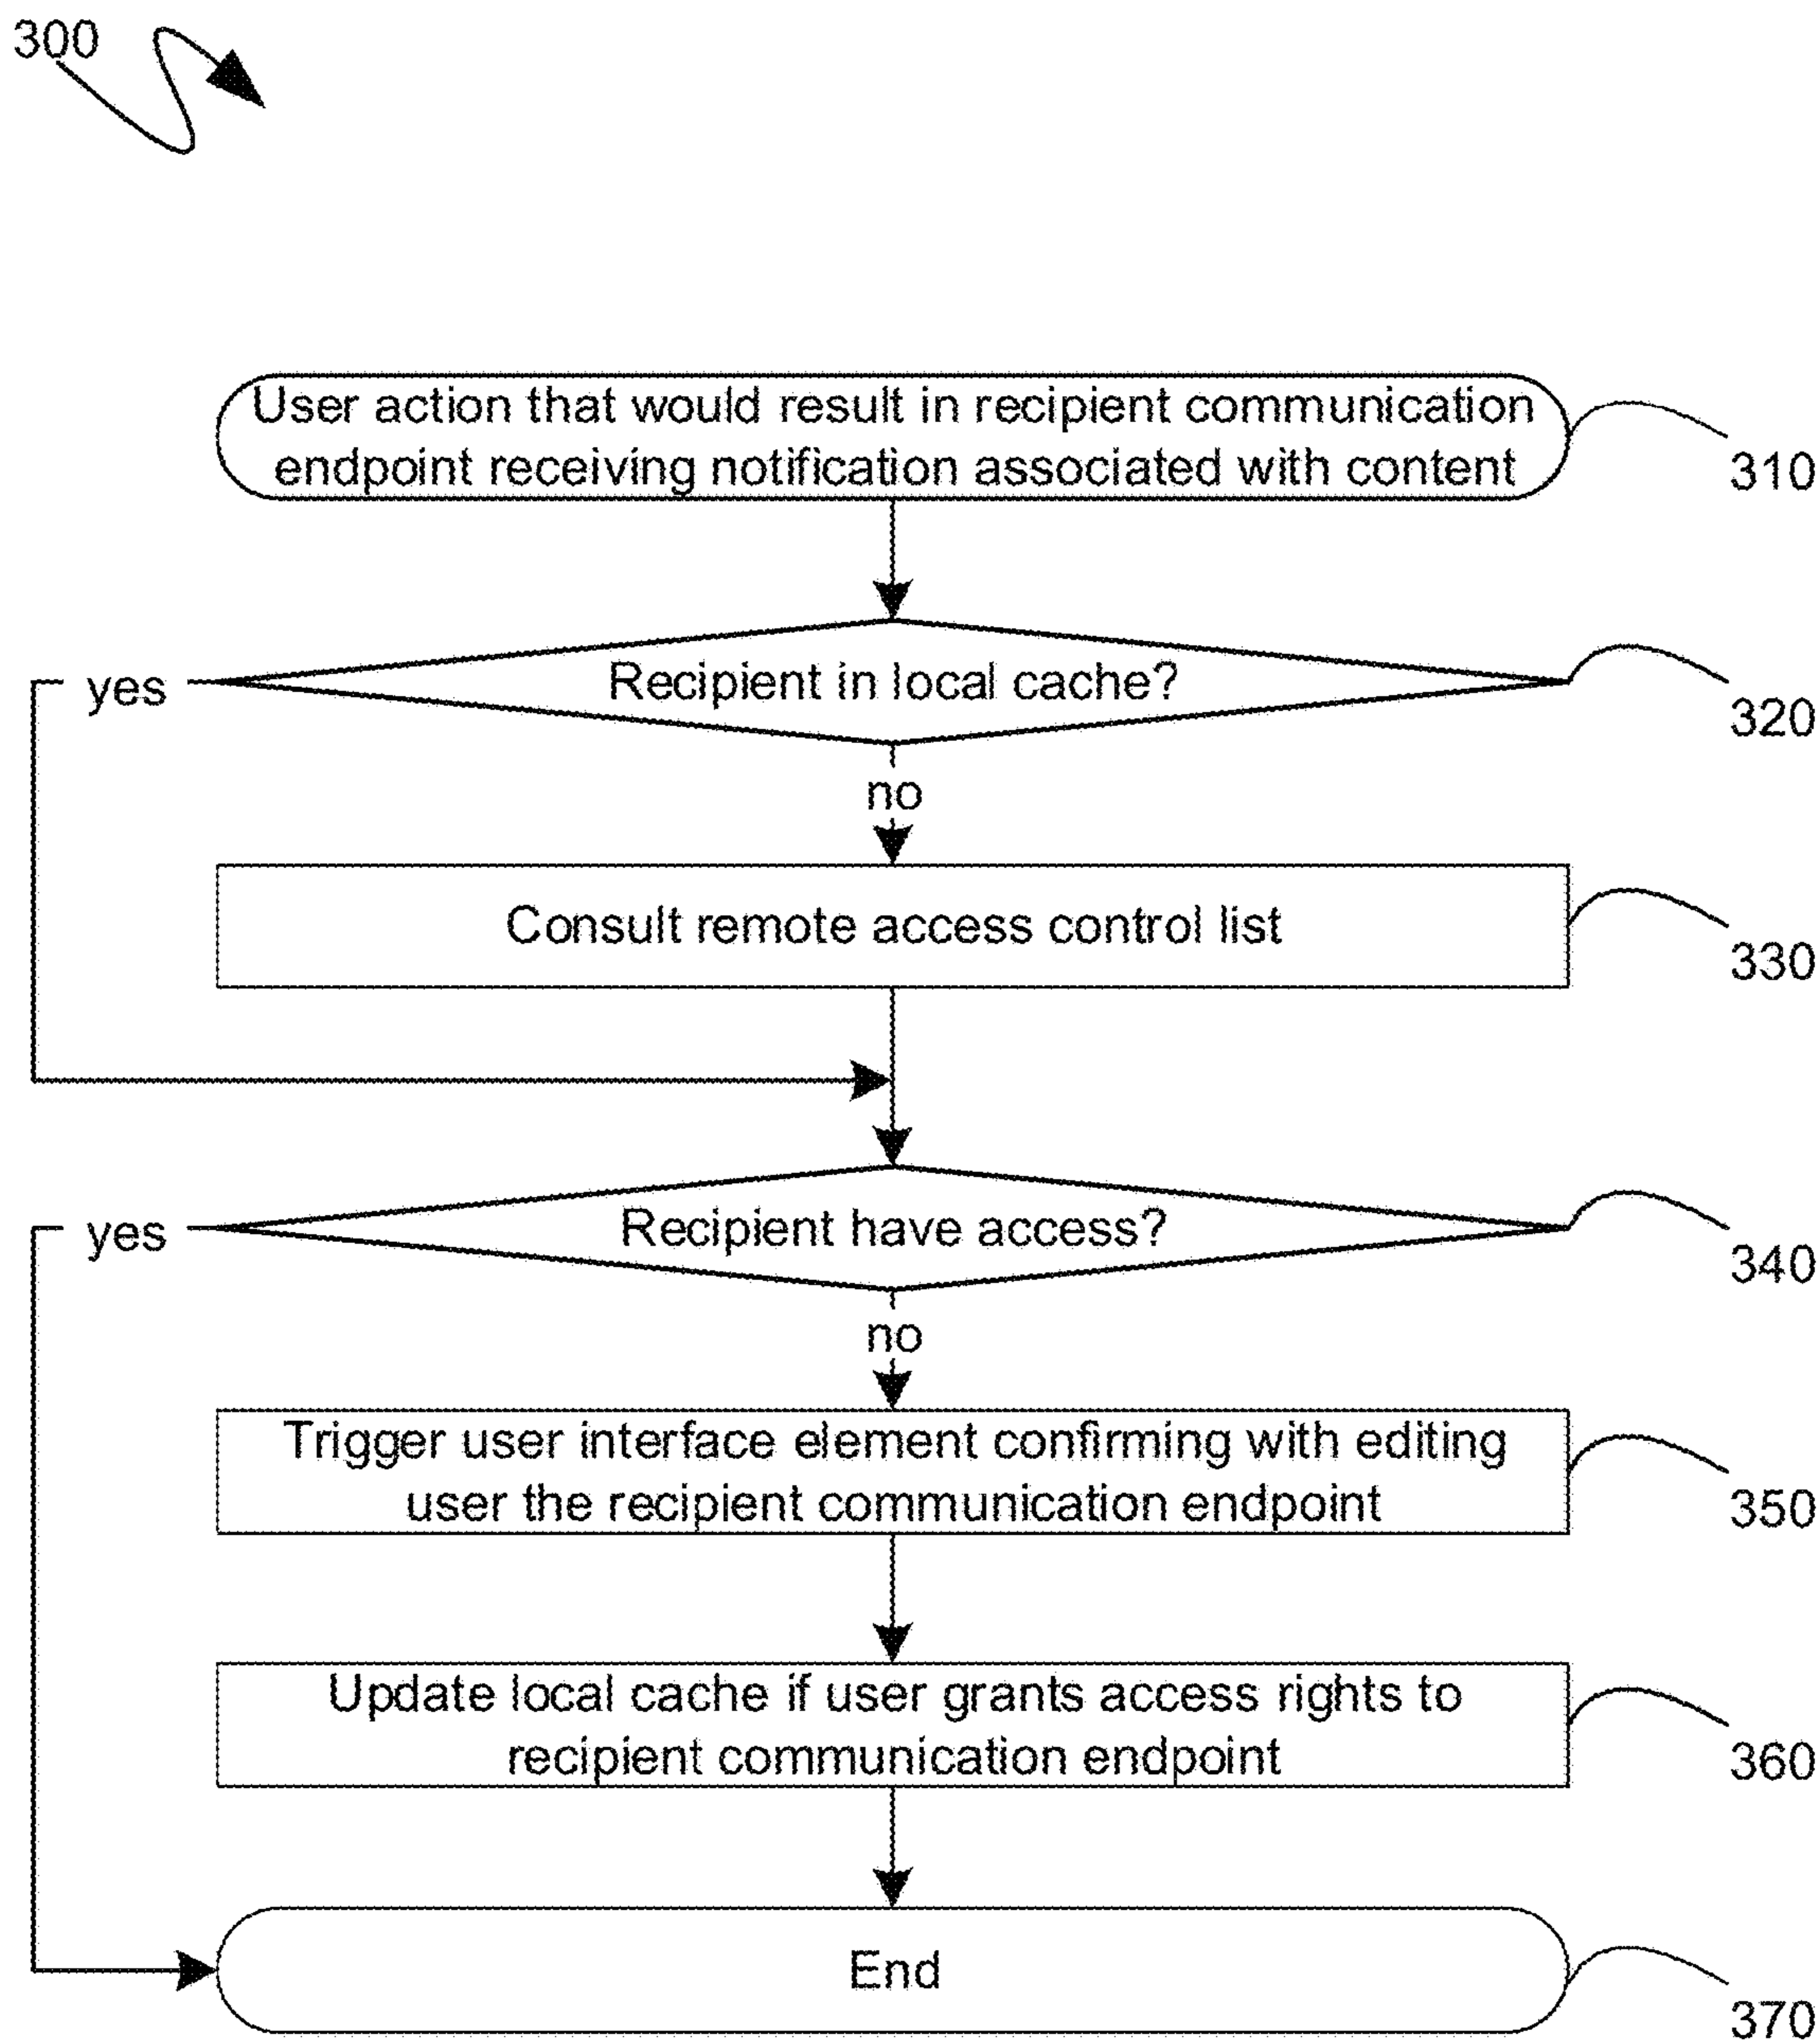 300
User action that would result in recipient communication
endpoint receiving notification associated with content
310
yes
Recipient in local cache?
320
no
Consult remote access control list
330
yes
Recipient have access?
340
no
Trigger user interface element confirming with editing
user the recipient communication endpoint
350
Update local cache if user grants access rights to
recipient communication endpoint
360
End
370